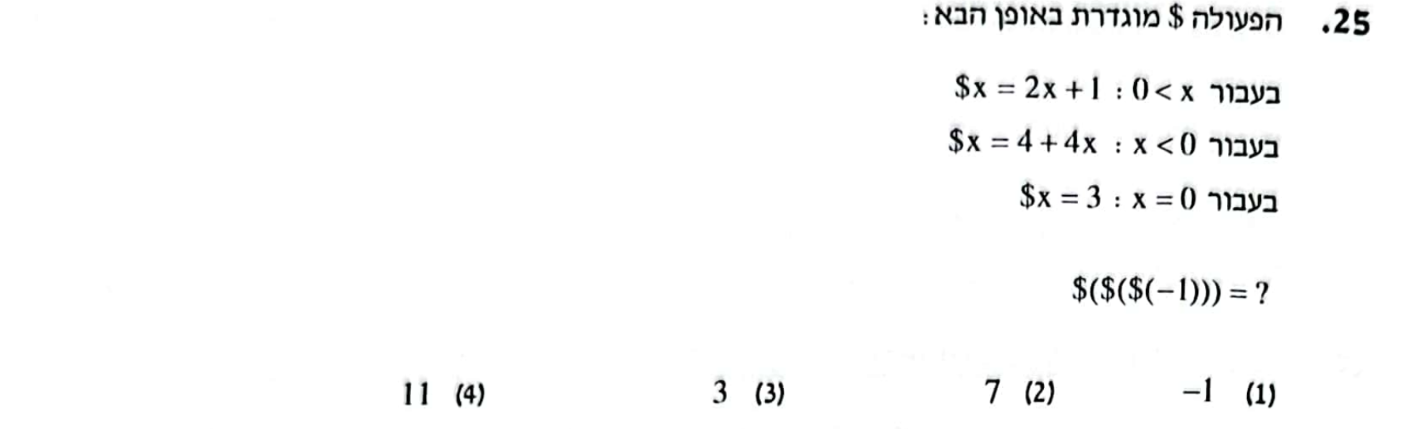 25. הפעולה $ מוגדרת באופן הבא:
בעבור 0 < x : $x = 2x + 1
בעבור x < 0 : $x = 4 + 4x
בעבור x = 0 : $x = 3
$($($(−1))) = ?
(1) −1 (2) 7 (3) 3 (4) 11